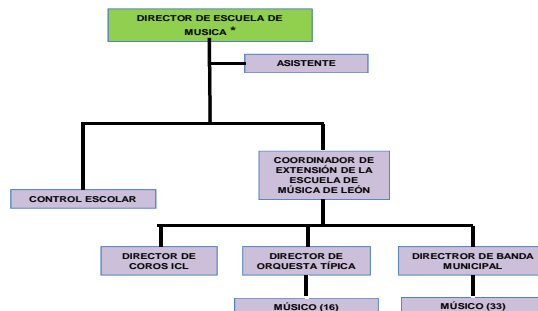 DIRECTOR DE ESCUELA DE
MUSICA *
ASISTENTE
COORDINADOR DE
EXTENSIÓN DE LA
ESCUELA DE
MÚSICA DE LEÓN
CONTROL ESCOLAR
DIRECTOR DE
COROS ICL
DIRECTOR DE
ORQUESTA TÍPICA
DIRECTROR DE BANDA
MUNICIPAL
MÚSICO (16)
MÚSICO (33)